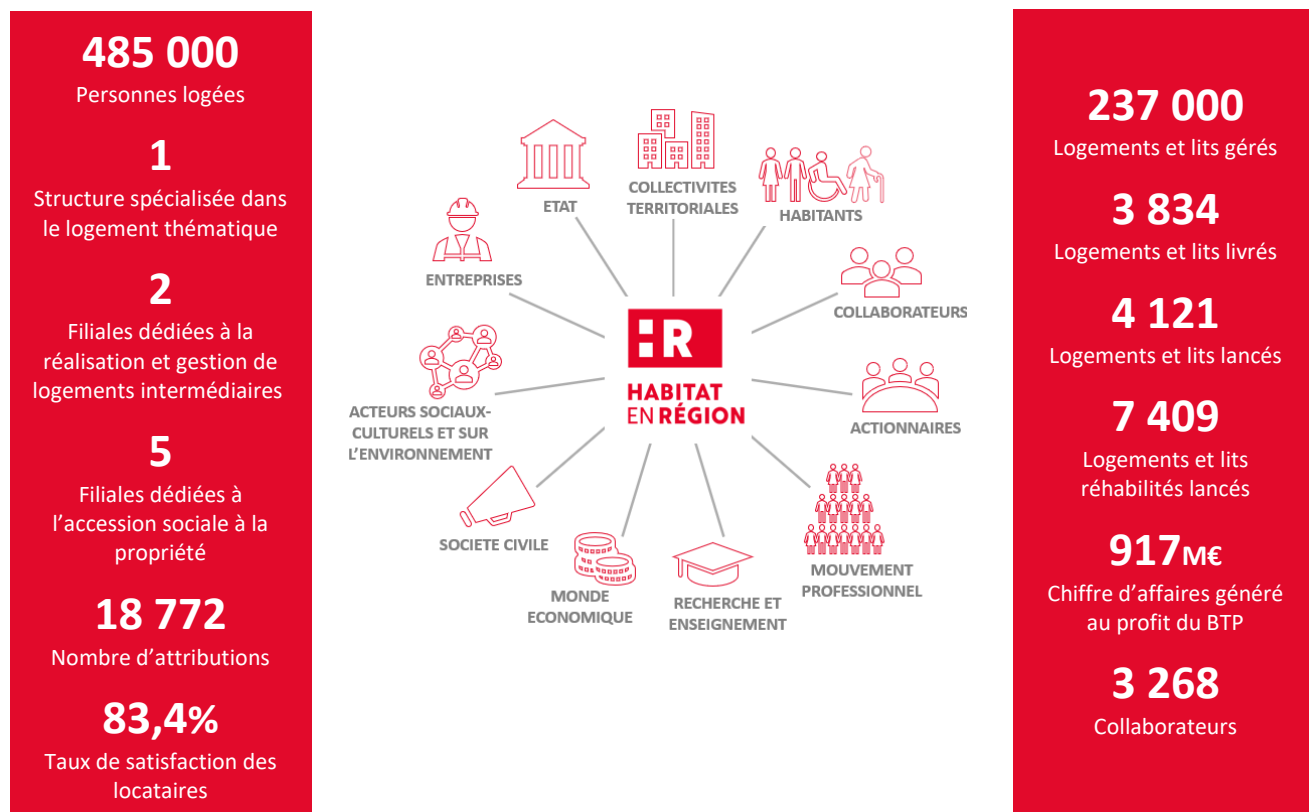 485 000
Personnes logées
1
Structure spécialisée dans
le logement thématique
2
Filiales dédiées à la
réalisation et gestion de
logements intermédiaires
5
Filiales dédiées à
l’accession sociale à la
propriété
18 772
Nombre d’attributions
83,4%
Taux de satisfaction des
locataires
ETAT
COLLECTIVITES
TERRITORIALES
HABITANTS
ENTREPRISES
COLLABORATEURS
:R
HABITAT
EN RÉGION
ACTEURS SOCIAUX-
CULTURELS ET SUR
L’ENVIRONNEMENT
ACTIONNAIRES
SOCIETE CIVILE
MONDE
ECONOMIQUE
RECHERCHE ET
ENSEIGNEMENT
MOUVEMENT
PROFESSIONNEL
237 000
Logements et lits gérés
3 834
Logements et lits livrés
4 121
Logements et lits lancés
7 409
Logements et lits
réhabilités lancés
917M€
Chiffre d’affaires généré
au profit du BTP
3 268
Collaborateurs